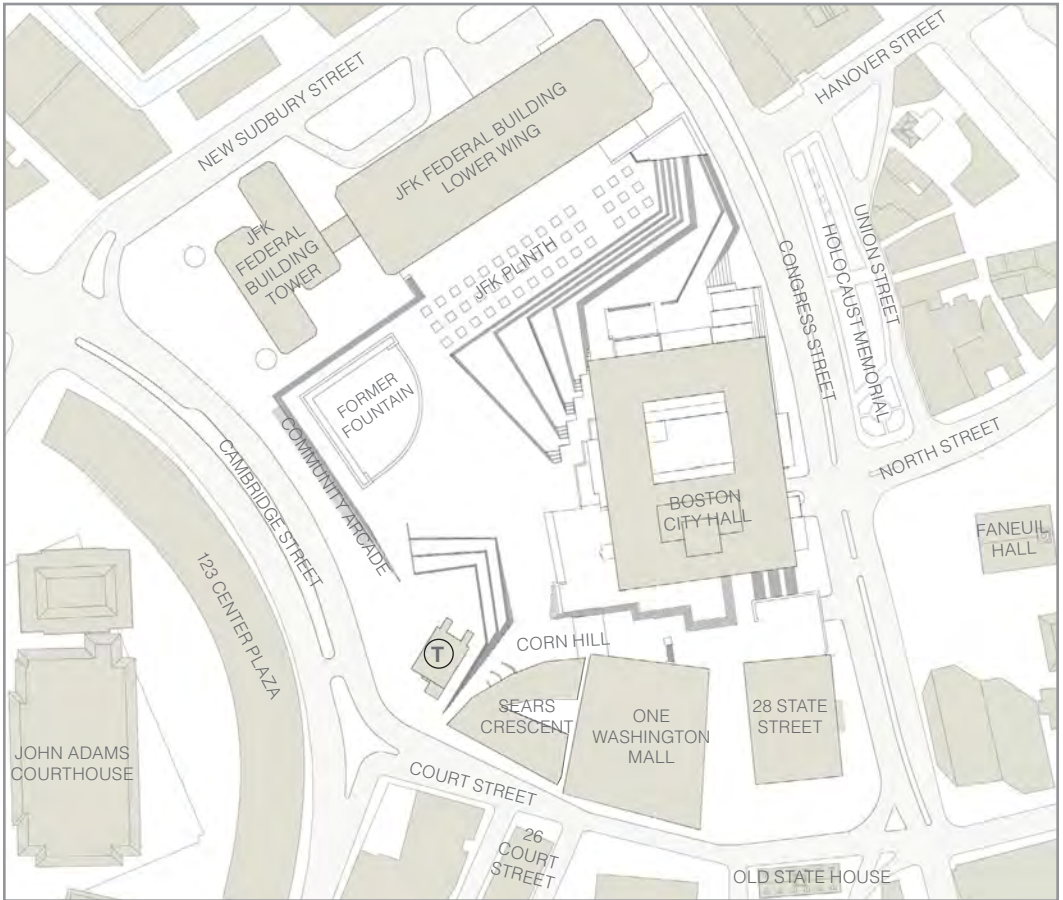 HANOVER STREET
NEW SUDBURY STREET
JFK FEDERAL BUILDING
LOWER WING
JFK
FEDERAL
BUILDING
TOWER
JFK PLINTH
UNION STREET
HOLOCAUST MEMORIAL
CONGRESS STREET
FORMER
FOUNTAIN
COMMUNITY ARCADE
CAMBRIDGE STREET
NORTH STREET
BOSTON
CITY HALL
FANEUIL
HALL
123 CENTER PLAZA
T
CORN HILL
SEARS
CRESCENT
ONE
WASHINGTON
MALL
28 STATE
STREET
JOHN ADAMS
COURTHOUSE
COURT STREET
26
COURT
STREET
OLD STATE HOUSE